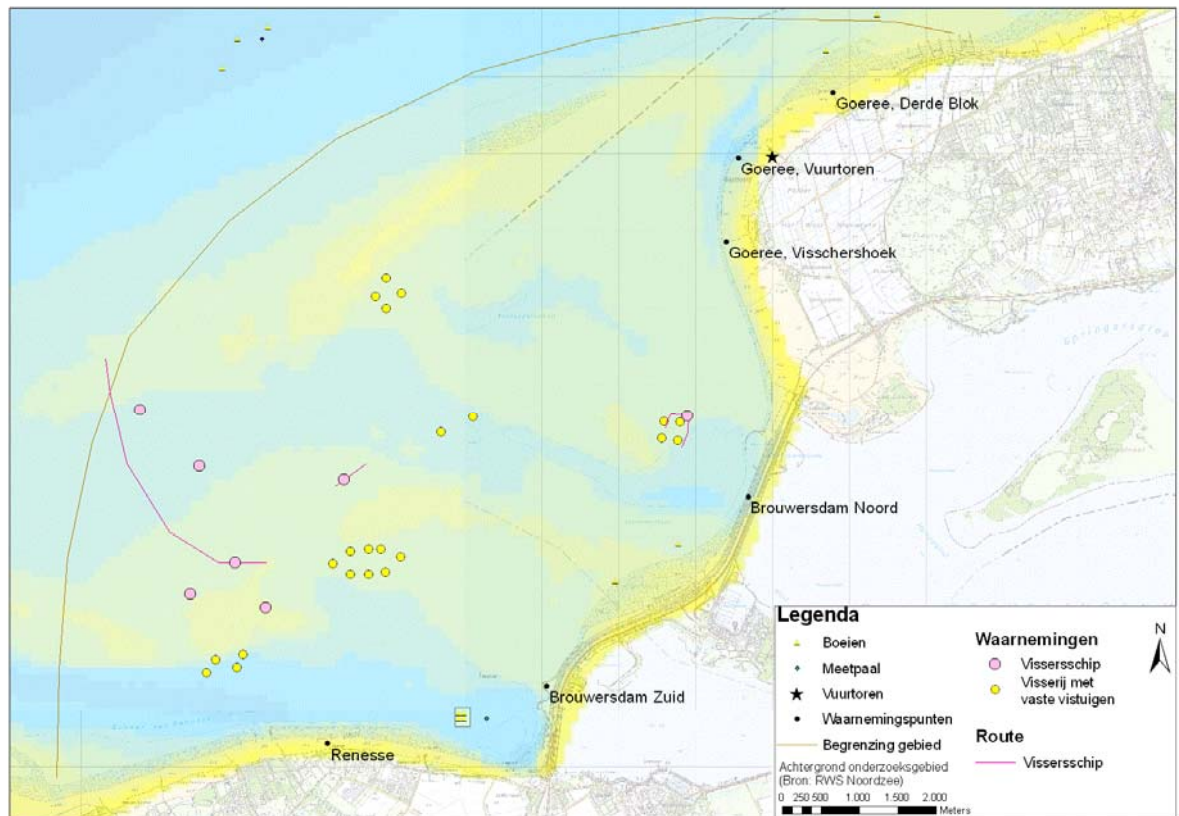 Goeree, Derde Blok
Goeree, Vuurtoren
Goeree, Visschershoek
Brouwersdam Noord
Brouwersdam Zuid
Renesse
Legenda
Boeien
Meetpaal
Vuurtoren
Waarnemingspunten
Begrenzing gebied
Achtergrond onderzoeksgebied
(Bron: RWS Noordzee)
0 250 500 1.000 1.500 2.000
Meters
Waarnemingen
Vissersschip
Visserij met
vaste vistuigen
Route
Vissersschip
N